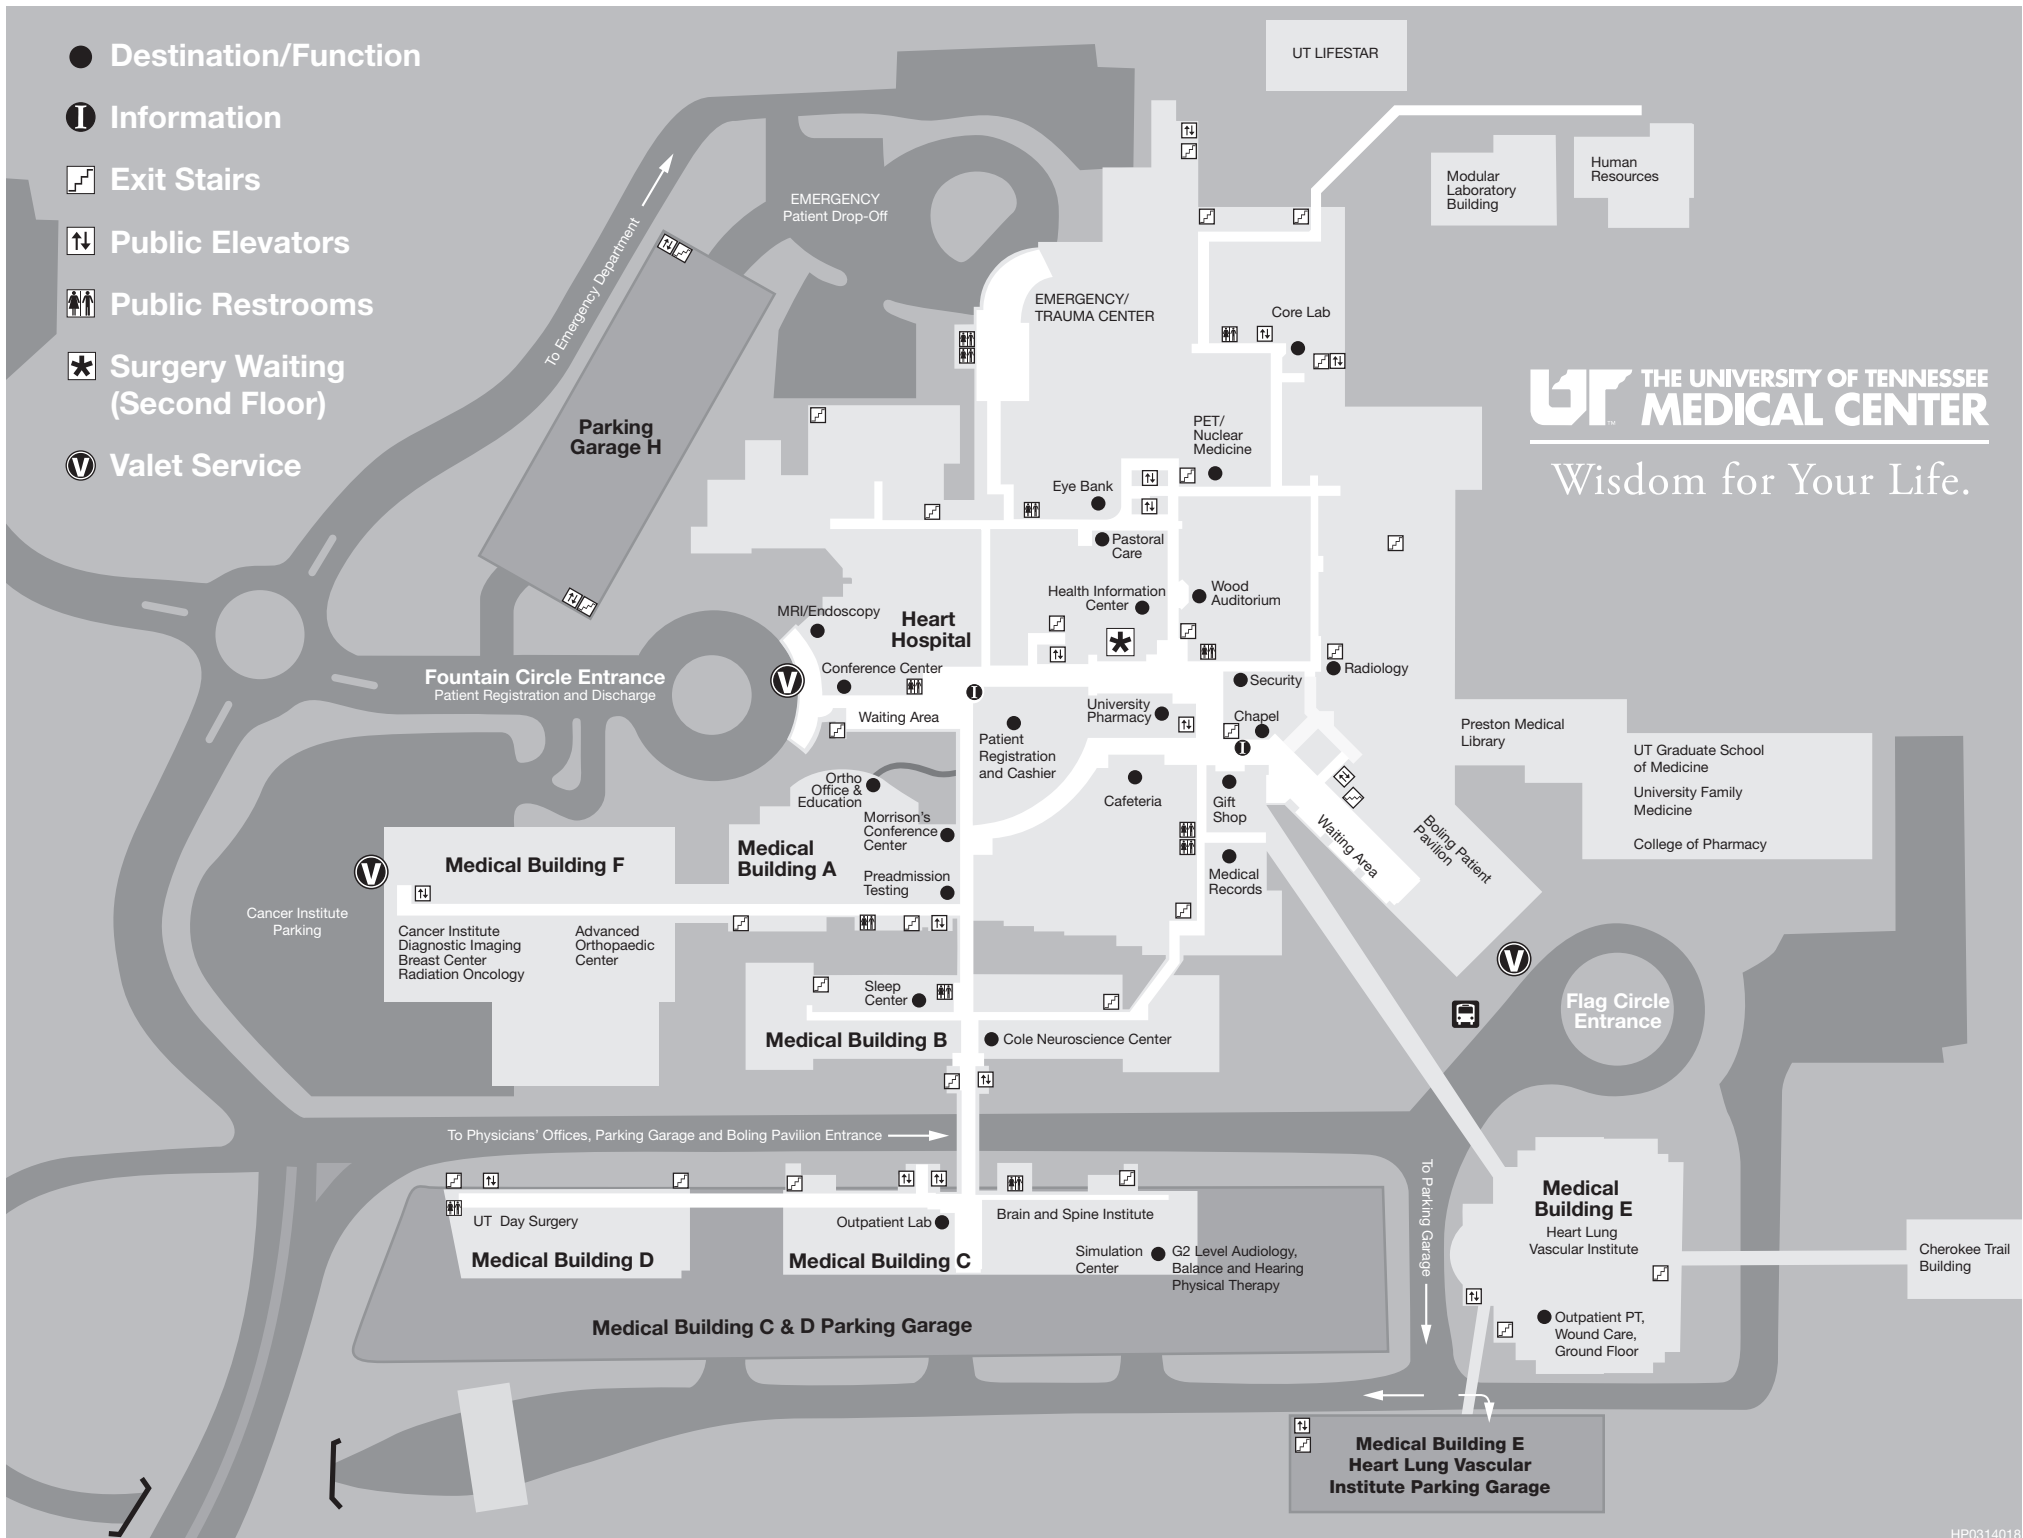 Destination/Function
I
Information
Exit Stairs
Public Elevators
Public Restrooms
Surgery Waiting
(Second Floor)
V
Valet Service
UT LIFESTAR
Modular
Laboratory
Building
Human
Resources
EMERGENCY
Patient Drop-Off
To Emergency Department
EMERGENCY/
TRAUMA CENTER
Core Lab
Parking
Garage H
PET/
Nuclear
Medicine
UT
TM
THE UNIVERSITY OF TENNESSEE
MEDICAL CENTER
Wisdom for Your Life.
Eye Bank
Pastoral
Care
Health Information
Center
Wood
Auditorium
MRI/Endoscopy
Heart
Hospital
Fountain Circle Entrance
Patient Registration and Discharge
V
Conference Center
I
Waiting Area
Security
Radiology
University
Pharmacy
Chapel
I
Patient
Registration
and Cashier
Preston Medical
Library
UT Graduate School
of Medicine
University Family
Medicine
College of Pharmacy
Ortho
Office &
Education
Cafeteria
Gift
Shop
Waiting Area
Boling Patient
Pavilion
Morrison's
Conference
Center
Medical
Building A
Medical Building F
V
Preadmission
Testing
Medical
Records
Cancer Institute
Parking
Cancer Institute
Diagnostic Imaging
Breast Center
Radiation Oncology
Advanced
Orthopaedic
Center
V
Sleep
Center
Flag Circle
Entrance
Medical Building B
Cole Neuroscience Center
To Physicians' Offices, Parking Garage and Boling Pavilion Entrance
To Parking Garage
Medical
Building E
Heart Lung
Vascular Institute
UT Day Surgery
Outpatient Lab
Brain and Spine Institute
Medical Building D
Medical Building C
Simulation
Center
G2 Level Audiology,
Balance and Hearing
Physical Therapy
Cherokee Trail
Building
Outpatient PT,
Wound Care,
Ground Floor
Medical Building C & D Parking Garage
Medical Building E
Heart Lung Vascular
Institute Parking Garage
HP0314018